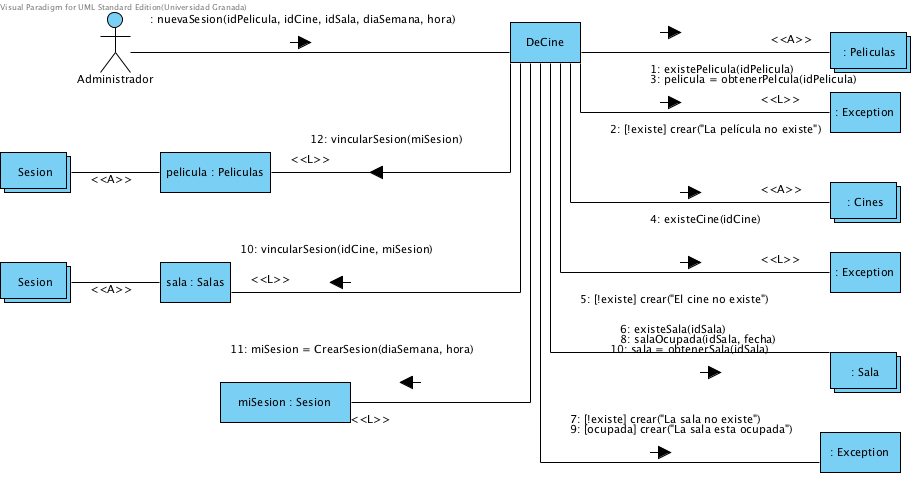 Visual Paradigm for UML Standard Edition(Universidad Granada)
: nuevaSesion(idPelicula, idCine, idSala, diaSemana, hora)
DeCine
<<A>>
: Peliculas
Administrador
1: existePelicula(idPelicula)
3: pelicula = obtenerPelcula(idPelicula)
<<L>>
: Exception
2: [!existe] crear("La película no existe")
12: vincularSesion(miSesion)
<<L>>
Sesion
<<A>>
pelicula : Peliculas
<<A>>
: Cines
4: existeCine(idCine)
10: vincularSesion(idCine, miSesion)
<<L>>
: Exception
Sesion
<<A>>
sala : Salas
<<L>>
5: [!existe] crear("El cine no existe")
6: existeSala(idSala)
8: salaOcupada(idSala, fecha)
10: sala = obtenerSala(idSala)
11: miSesion = CrearSesion(diaSemana, hora)
: Sala
miSesion : Sesion
<<L>>
7: [!existe] crear("La sala no existe")
9: [ocupada] crear("La sala esta ocupada")
: Exception